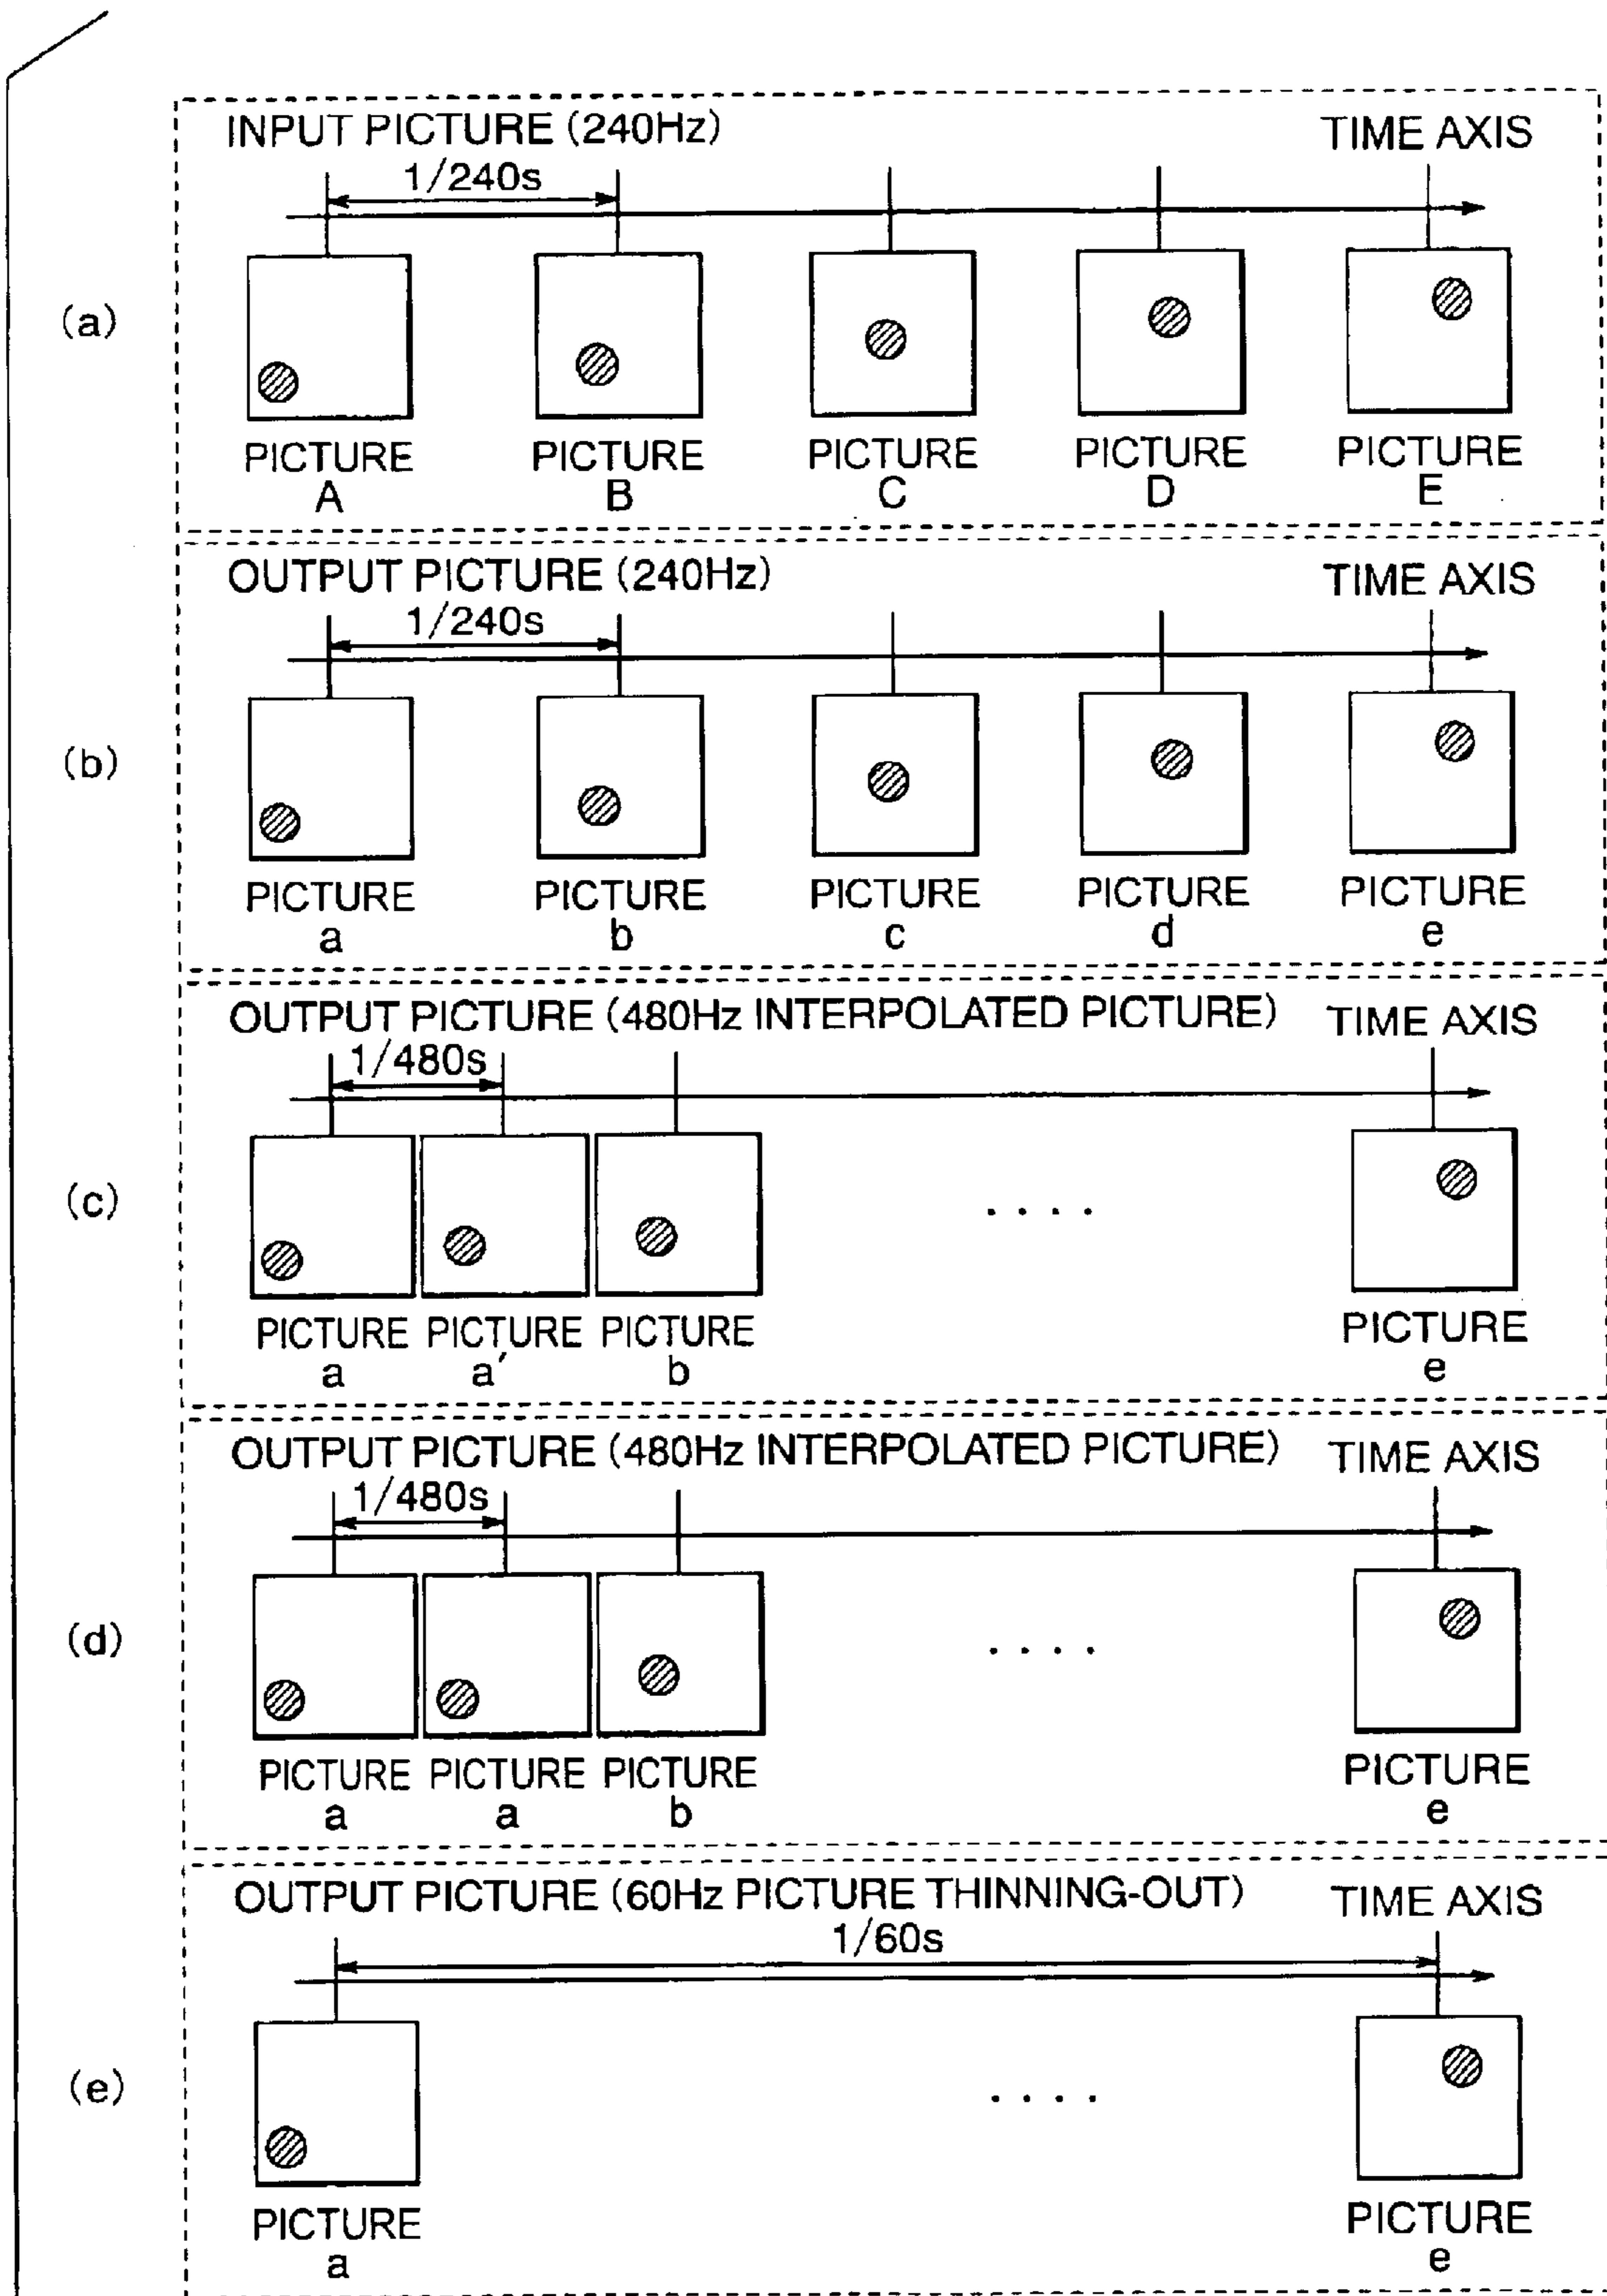 INPUT PICTURE (240Hz)
TIME AXIS
1/240s
(a)
PICTURE A
PICTURE B
PICTURE C
PICTURE D
PICTURE E
OUTPUT PICTURE (240Hz)
TIME AXIS
1/240s
(b)
PICTURE a
PICTURE b
PICTURE c
PICTURE d
PICTURE e
OUTPUT PICTURE (480Hz INTERPOLATED PICTURE)
TIME AXIS
1/480s
(c)
. . . .
PICTURE a
PICTURE a′
PICTURE b
PICTURE e
OUTPUT PICTURE (480Hz INTERPOLATED PICTURE)
TIME AXIS
1/480s
(d)
. . . .
PICTURE a
PICTURE a
PICTURE b
PICTURE e
OUTPUT PICTURE (60Hz PICTURE THINNING-OUT)
TIME AXIS
1/60s
(e)
. . . .
PICTURE a
PICTURE e